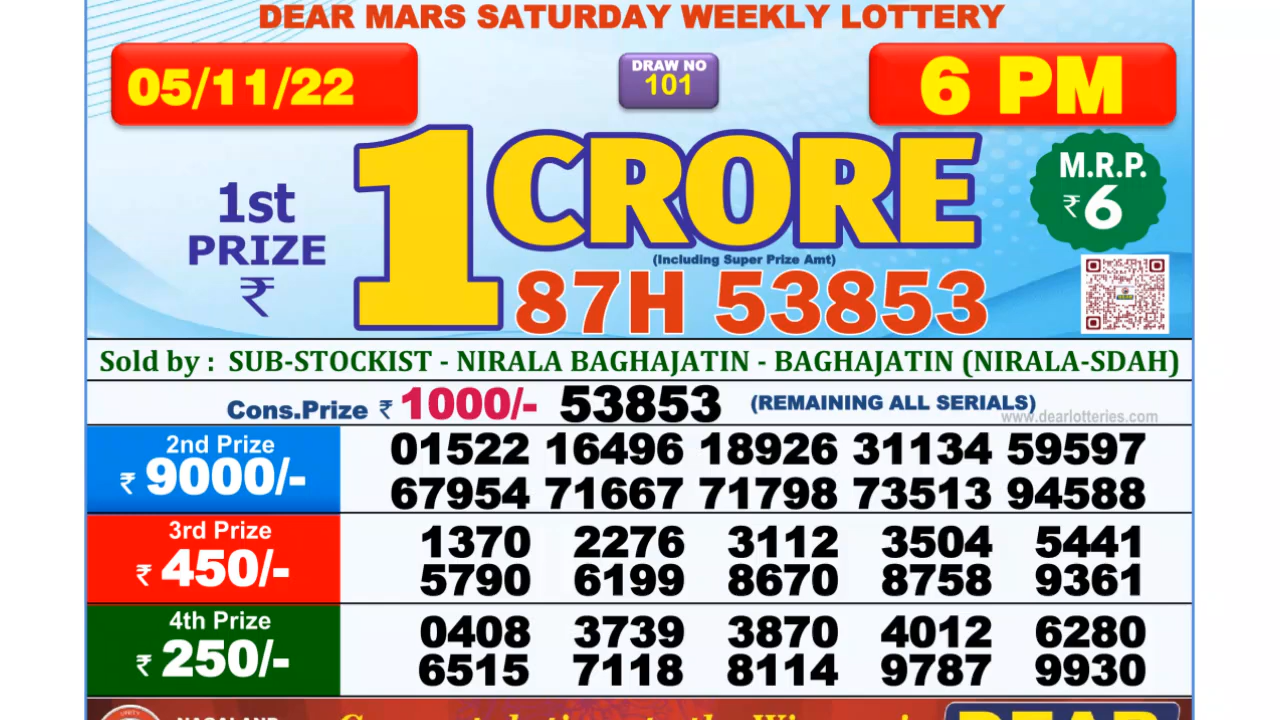 DEAR MARS SATURDAY WEEKLY LOTTERY
05/11/22
DRAW NO
101
6 PM
1st
PRIZE
₹
1 CRORE
(Including Super Prize Amt)
87H 53853
M.R.P.
₹ 6
Sold by : SUB-STOCKIST - NIRALA BAGHAJATIN - BAGHAJATIN (NIRALA-SDAH)
Cons.Prize ₹ 1000/- 53853 (REMAINING ALL SERIALS)
www.dearlotteries.com
2nd Prize
₹ 9000/-
01522 16496 18926 31134 59597
67954 71667 71798 73513 94588
3rd Prize
₹ 450/-
1370 2276 3112 3504 5441
5790 6199 8670 8758 9361
4th Prize
₹ 250/-
0408 3739 3870 4012 6280
6515 7118 8114 9787 9930
NAGALAND
DEAR